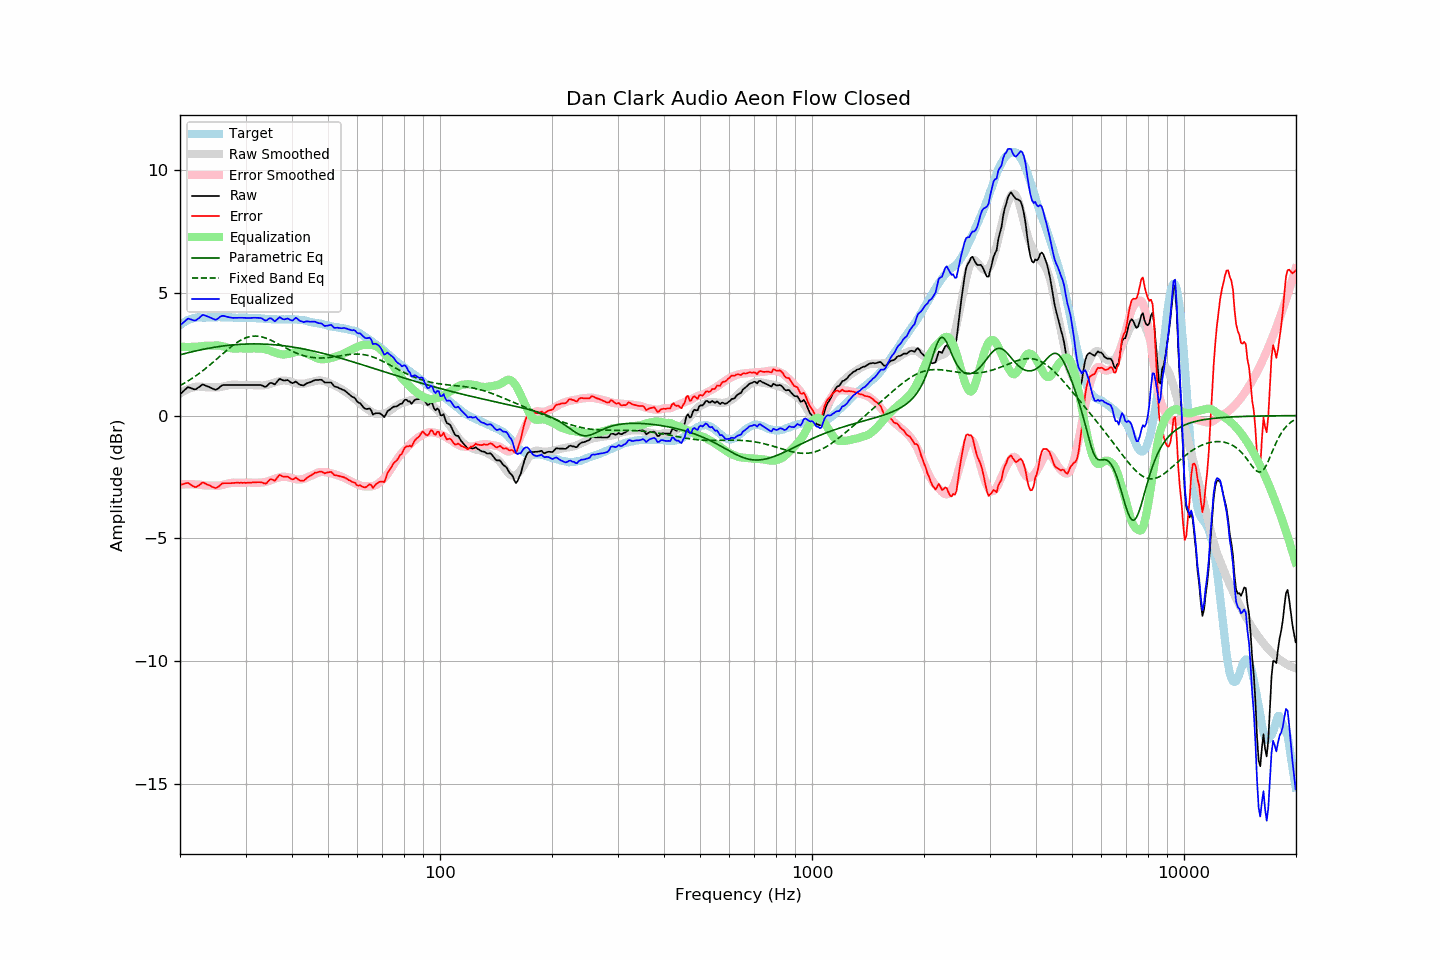 Dan Clark Audio Aeon Flow Closed
Target
Raw Smoothed
Error Smoothed
Raw
Error
Equalization
Parametric Eq
Fixed Band Eq
Equalized
10
5
0
−5
−10
−15
Amplitude (dBr)
100
1000
10000
Frequency (Hz)